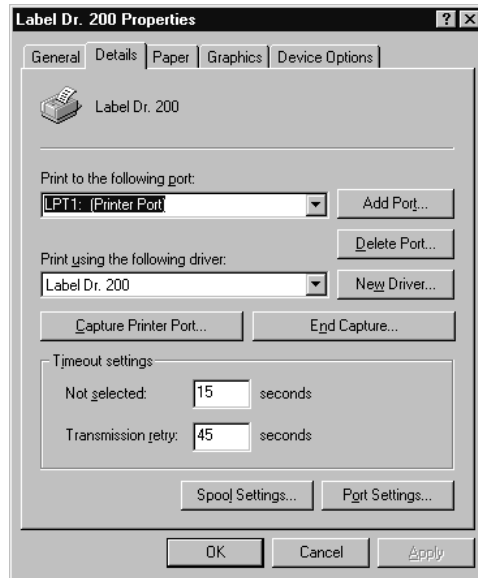 Label Dr. 200 Properties
General Details Paper Graphics Device Options
Label Dr. 200
Print to the following port:
LPT1: (Printer Port) Add Port...
Delete Port...
Print using the following driver:
Label Dr. 200 New Driver...
Capture Printer Port... End Capture...
Timeout settings
Not selected: 15 seconds
Transmission retry: 45 seconds
Spool Settings... Port Settings...
OK Cancel Apply